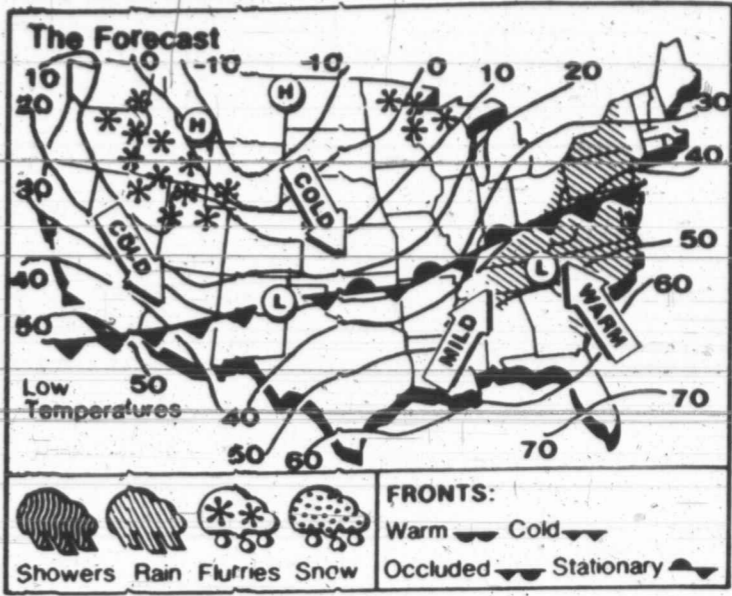 The Forecast
10 0 -10 -10 0 10 20
20 30
H H
40
30 COLD
COLD
50
40 L L 60
50 MILD WARM
Low
Temperatures
50 40 70
50 60 70
FRONTS:
Warm Cold
Showers Rain Flurries Snow
Occluded Stationary